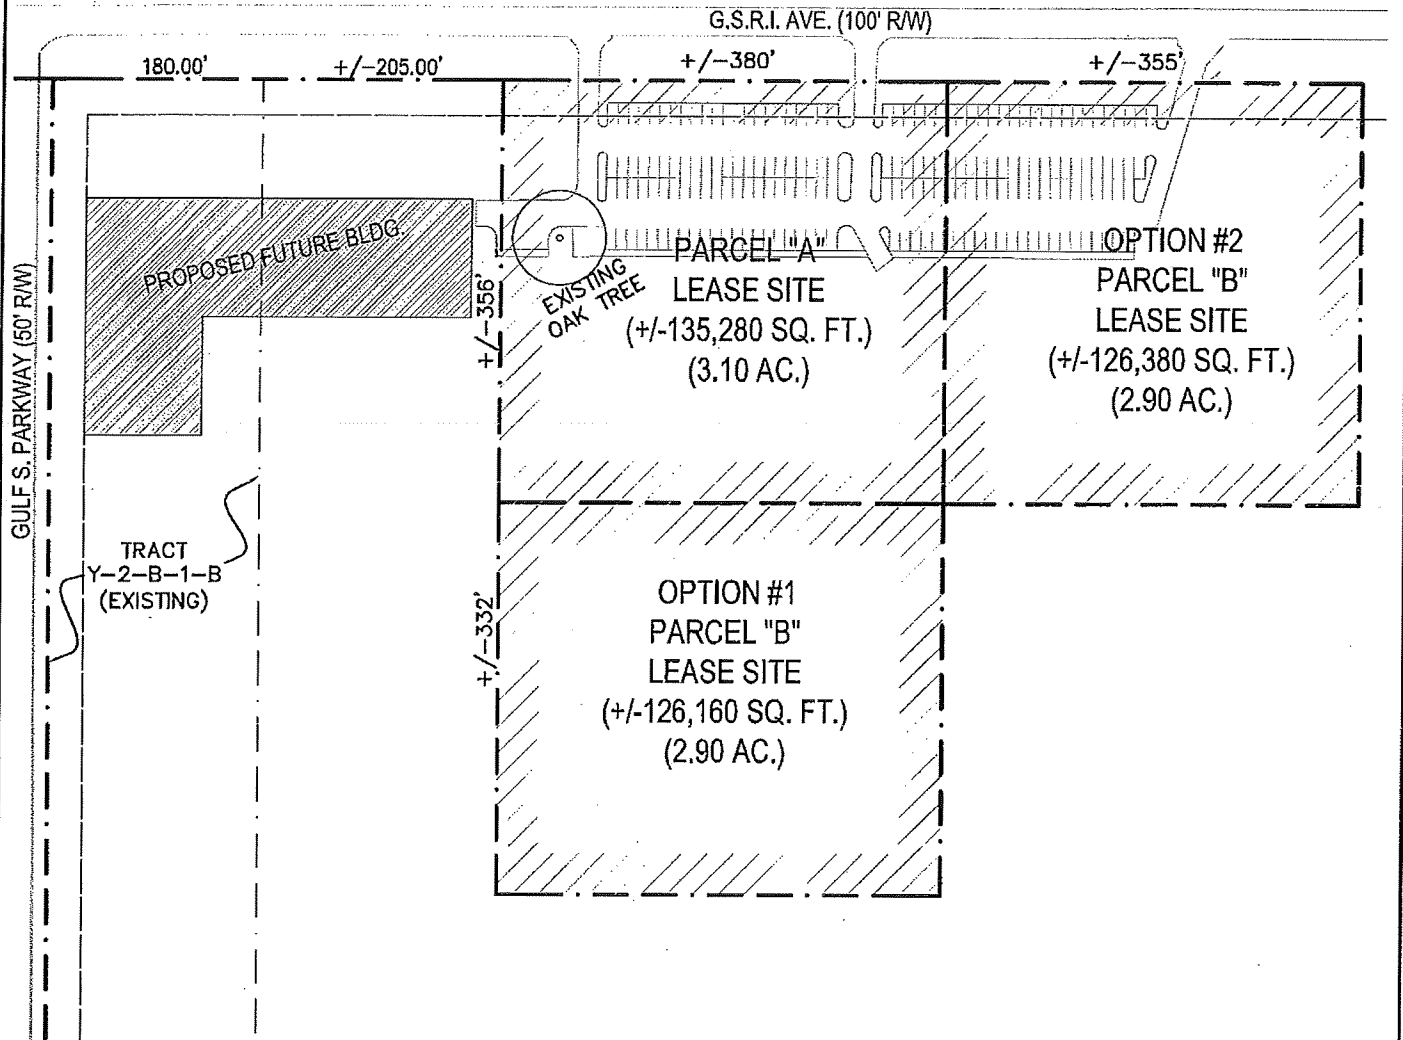 G.S.R.I. AVE. (100' R/W)
180.00'
+/-205.00'
+/-380'
+/-355'
PROPOSED FUTURE BLDG.
GULF S. PARKWAY (50' R/W)
+/-356'
EXISTING
OAK TREE
PARCEL "A"
LEASE SITE
(+/-135,280 SQ. FT.)
(3.10 AC.)
OPTION #2
PARCEL "B"
LEASE SITE
(+/-126,380 SQ. FT.)
(2.90 AC.)
TRACT
Y-2-B-1-B
(EXISTING)
+/-332'
OPTION #1
PARCEL "B"
LEASE SITE
(+/-126,160 SQ. FT.)
(2.90 AC.)